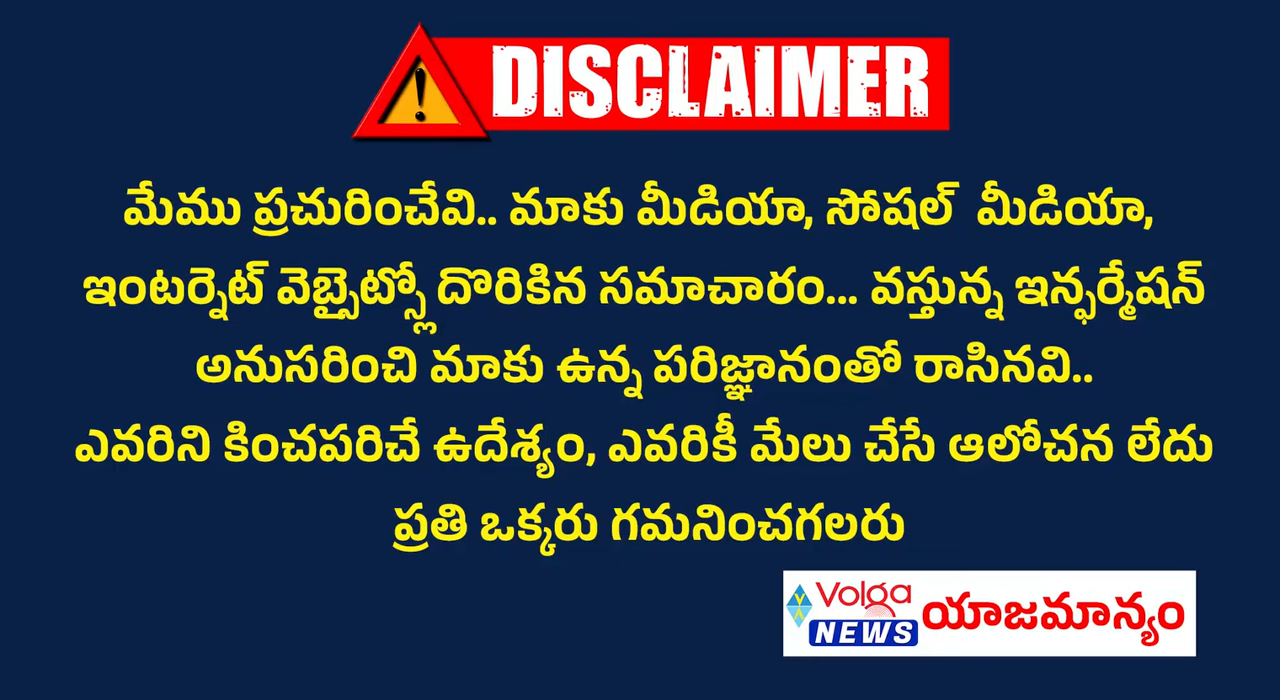 DISCLAIMER
మేము ప్రచురించేవి.. మాకు మీడియా, సోషల్ మీడియా,
ఇంటర్నెట్ వెబ్సైట్స్లో దొరికిన సమాచారం... వస్తున్న ఇన్ఫర్మేషన్
అనుసరించి మాకు ఉన్న పరిజ్ఞానంతో రాసినవి..
ఎవరిని కించపరిచే ఉదేశ్యం, ఎవరికీ మేలు చేసే ఆలోచన లేదు
ప్రతి ఒక్కరు గమనించగలరు
Volga
NEWS యాజమాన్యం